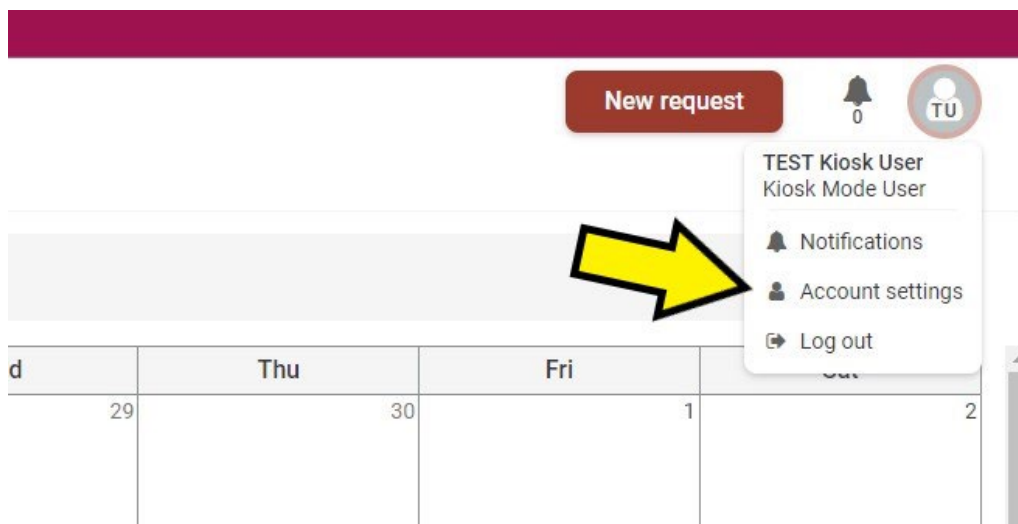 New request
0
TU
TEST Kiosk User
Kiosk Mode User
Notifications
Account settings
Log out
d Thu Fri
29 30 1 2